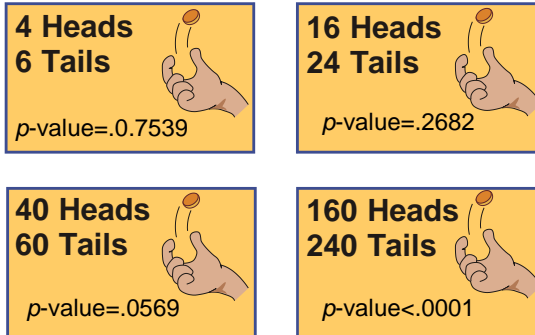 4 Heads
6 Tails
p-value=.0.7539
16 Heads
24 Tails
p-value=.2682
40 Heads
60 Tails
p-value=.0569
160 Heads
240 Tails
p-value<.0001